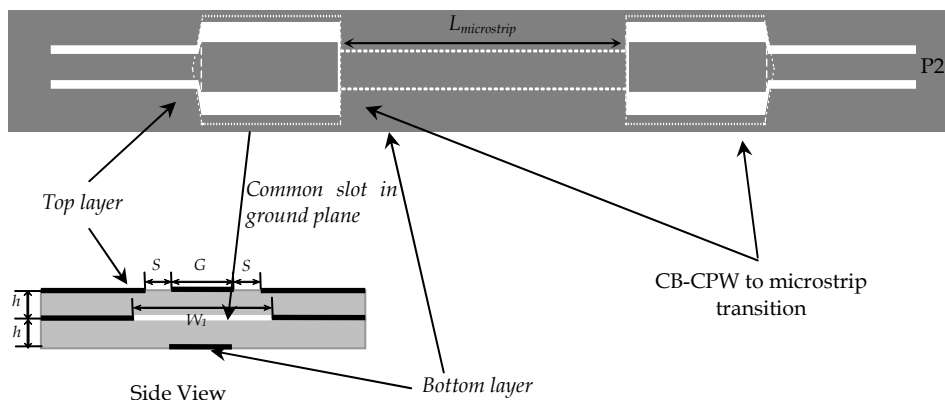 L_microstrip
P2
Top layer
Common slot in
ground plane
CB-CPW to microstrip
transition
S G S
h
W1
h
Bottom layer
Side View